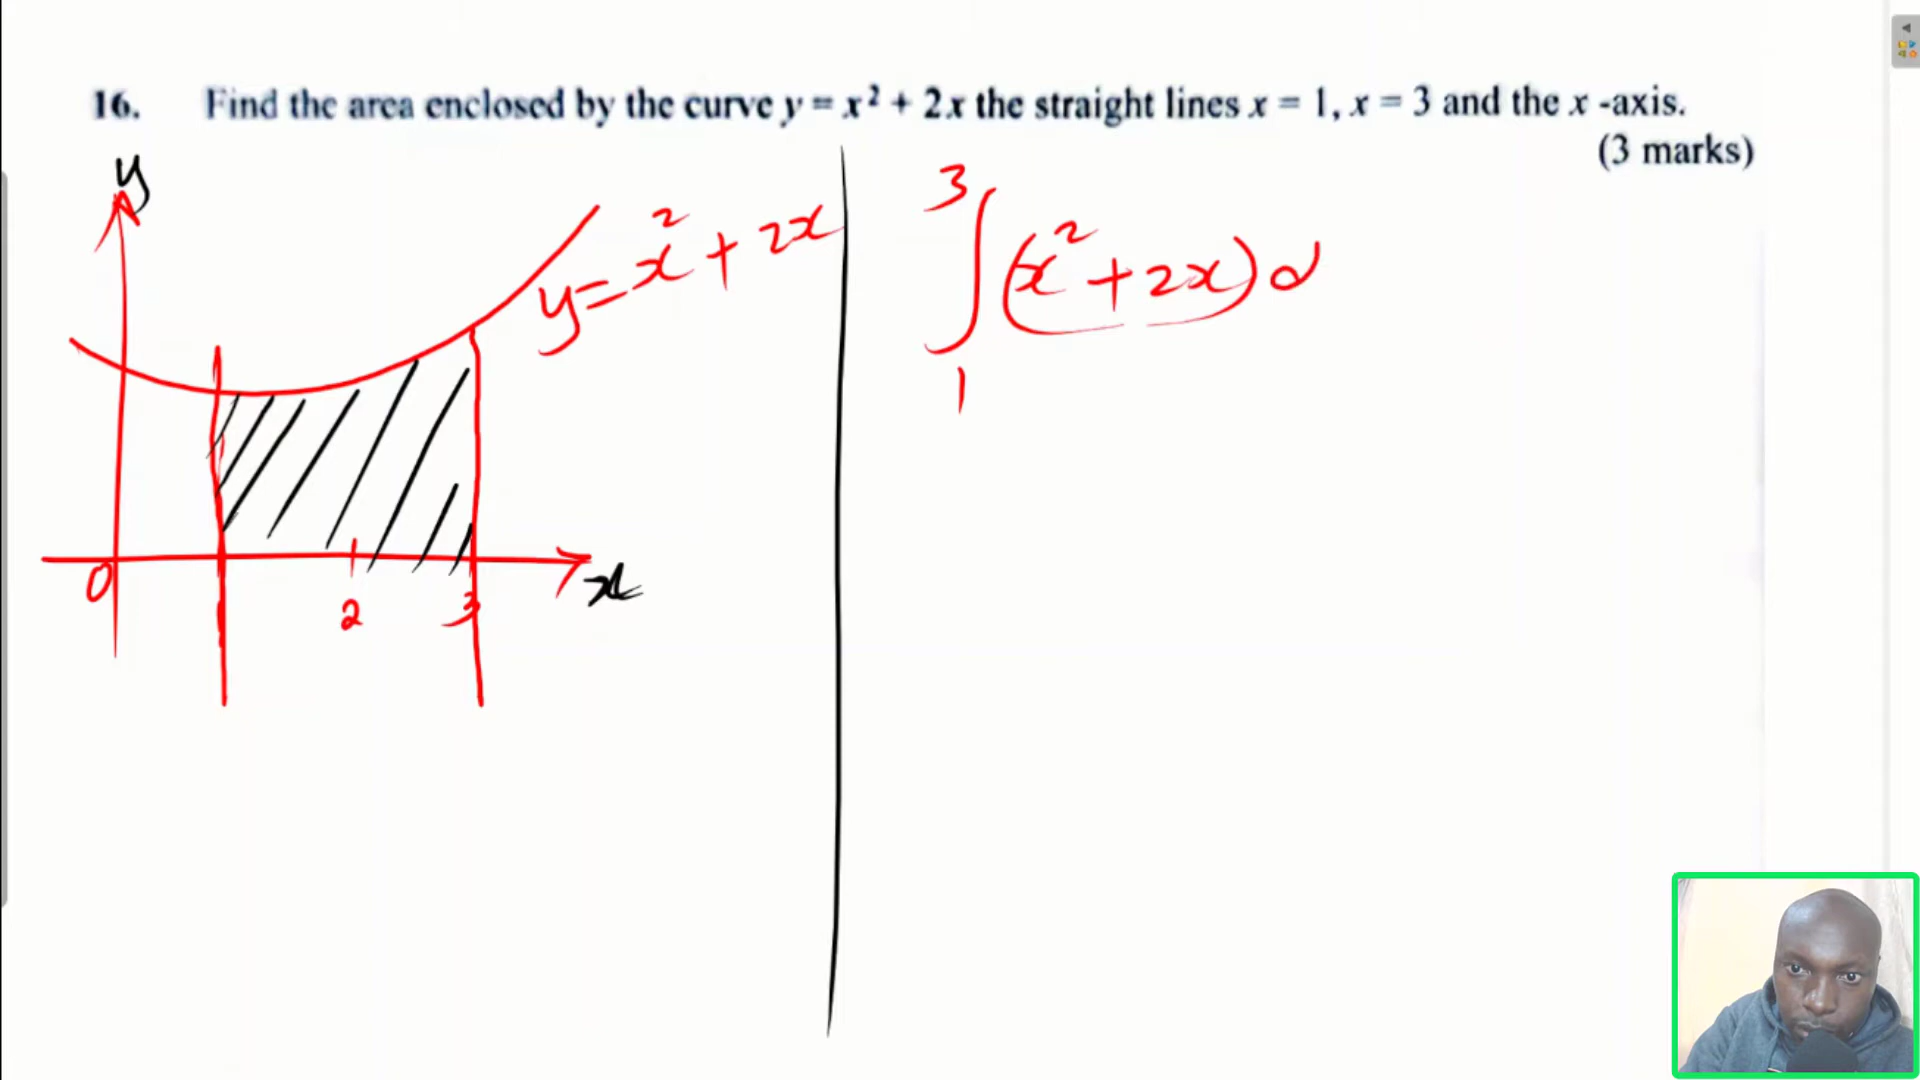 16. Find the area enclosed by the curve y = x² + 2x the straight lines x = 1, x = 3 and the x -axis.
(3 marks)
y
y = x² + 2x
0 1 2 3
x
3
∫ (x² + 2x) d
1